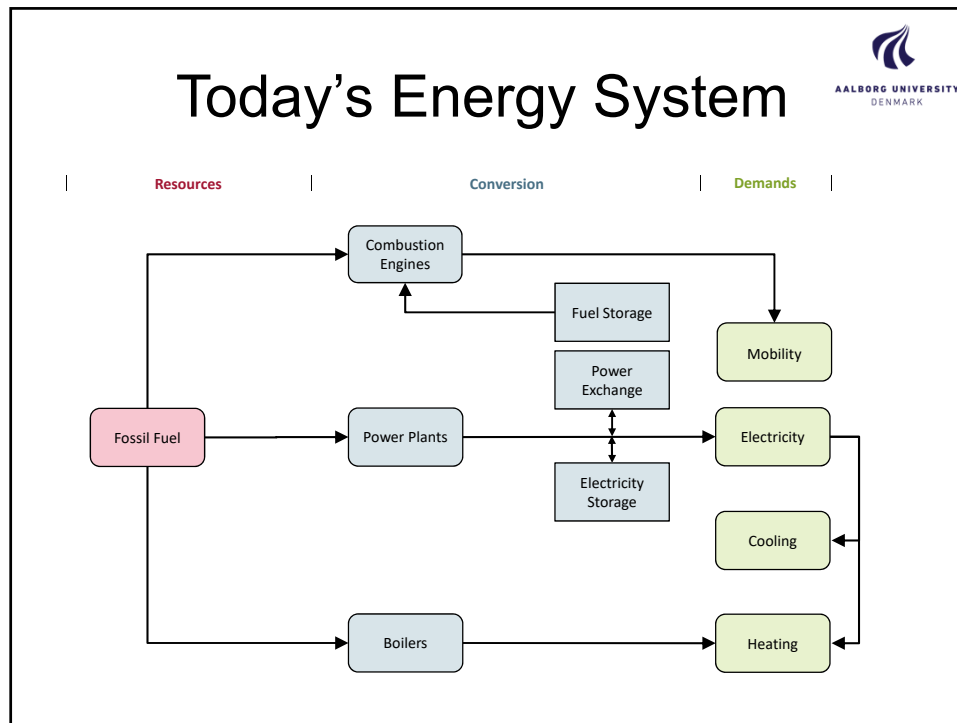 Today's Energy System
AALBORG UNIVERSITY
DENMARK
Resources
Conversion
Demands
Combustion
Engines
Fuel Storage
Mobility
Power
Exchange
Fossil Fuel
Power Plants
Electricity
Electricity
Storage
Cooling
Boilers
Heating